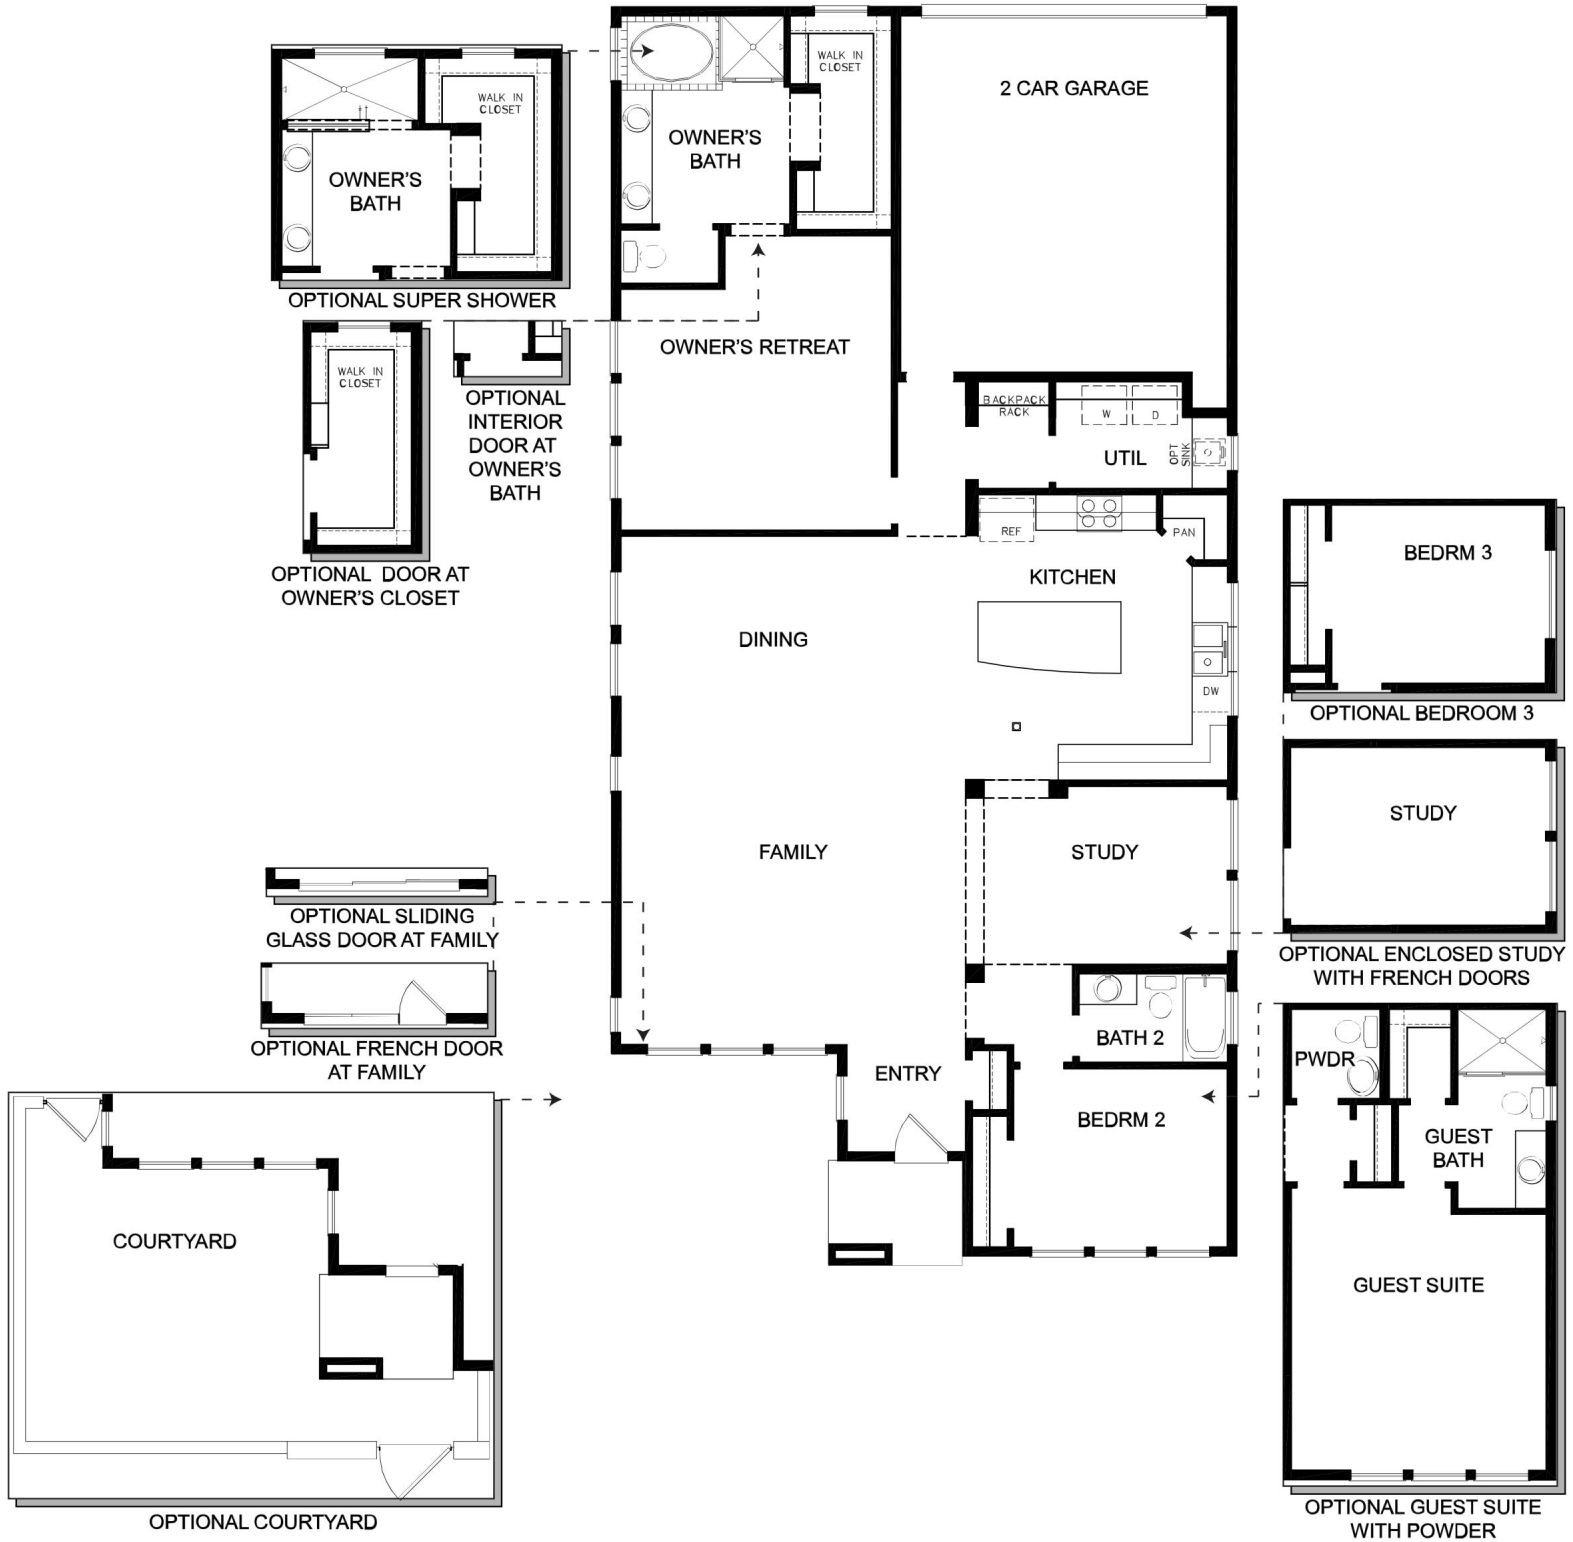 WALK IN
CLOSET
OWNER'S
BATH
OPTIONAL SUPER SHOWER
WALK IN
CLOSET
OPTIONAL DOOR AT
OWNER'S CLOSET
OPTIONAL
INTERIOR
DOOR AT
OWNER'S
BATH
WALK IN
CLOSET
OWNER'S
BATH
2 CAR GARAGE
OWNER'S RETREAT
BACKPACK
RACK
W
D
UTIL
OPT
SINK
REF
PAN
KITCHEN
DINING
DW
FAMILY
STUDY
BATH 2
ENTRY
BEDRM 2
BEDRM 3
OPTIONAL BEDROOM 3
STUDY
OPTIONAL ENCLOSED STUDY
WITH FRENCH DOORS
OPTIONAL SLIDING
GLASS DOOR AT FAMILY
OPTIONAL FRENCH DOOR
AT FAMILY
COURTYARD
OPTIONAL COURTYARD
PWDR
GUEST
BATH
GUEST SUITE
OPTIONAL GUEST SUITE
WITH POWDER